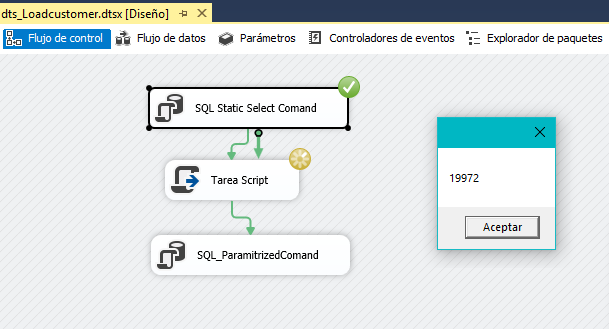 dts_Loadcustomer.dtsx [Diseño]
Flujo de control
Flujo de datos
Parámetros
Controladores de eventos
Explorador de paquetes
SQL Static Select Comand
Tarea Script
SQL_ParamitrizedComand
19972
Aceptar